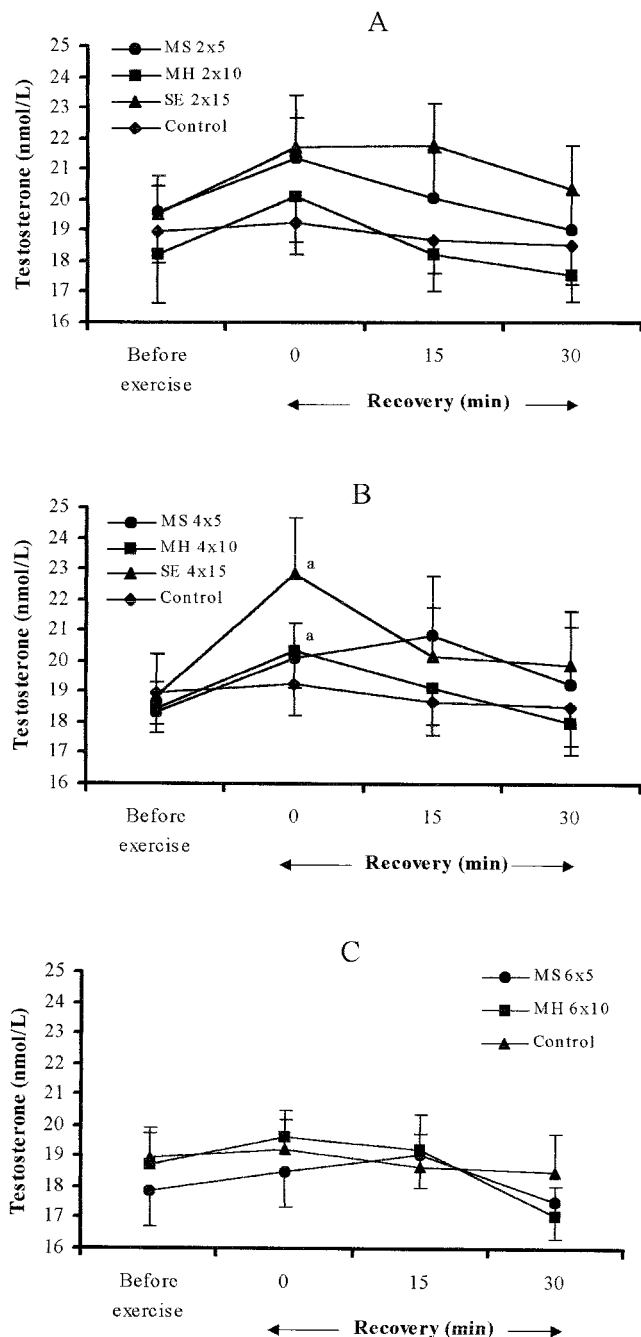 A
Testosterone (nmol/L)
25
24
23
22
21
20
19
18
17
16
MS 2x5
MH 2x10
SE 2x15
Control
Before exercise
0
15
30
Recovery (min)
B
Testosterone (nmol/L)
25
24
23
22
21
20
19
18
17
16
MS 4x5
MH 4x10
SE 4x15
Control
a
a
Before exercise
0
15
30
Recovery (min)
C
Testosterone (nmol/L)
25
24
23
22
21
20
19
18
17
16
MS 6x5
MH 6x10
Control
Before exercise
0
15
30
Recovery (min)